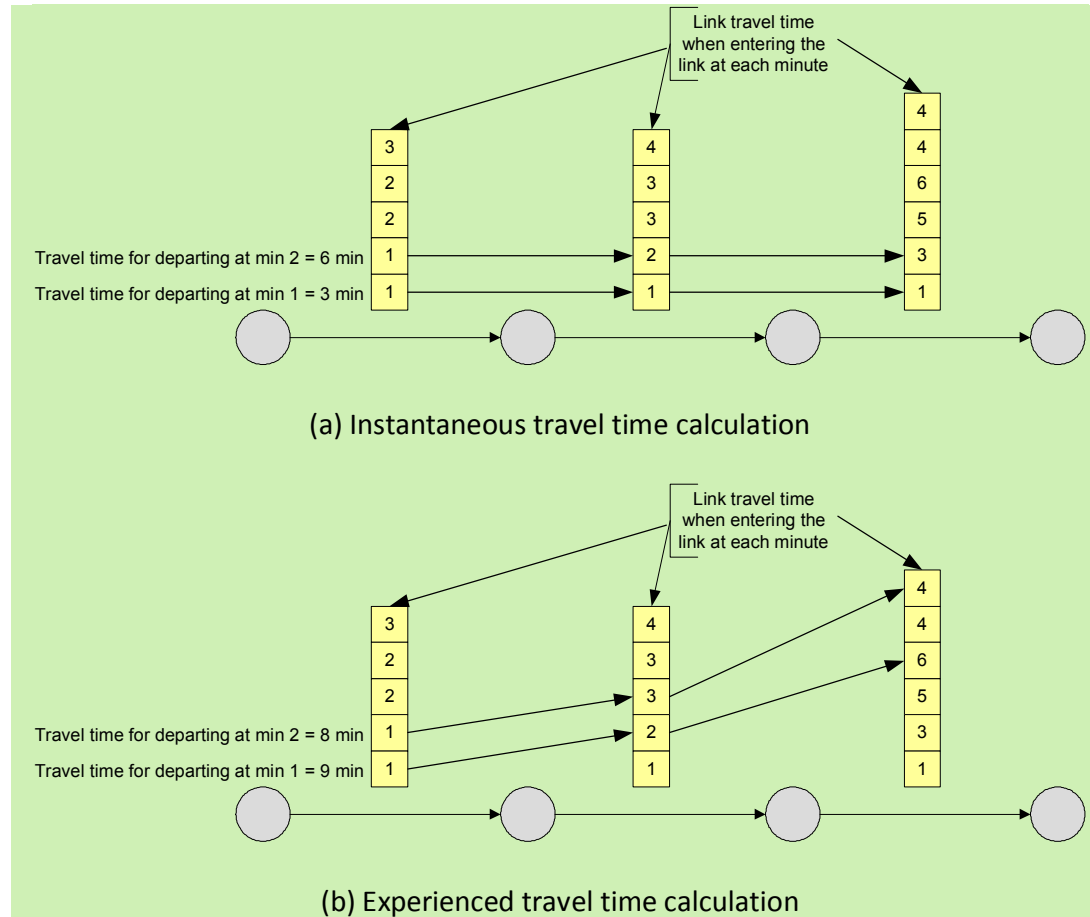 Link travel time
when entering the
link at each minute
4
3 4 4
2 3 6
2 3 5
Travel time for departing at min 2 = 6 min 1 2 3
Travel time for departing at min 1 = 3 min 1 1 1
(a) Instantaneous travel time calculation
Link travel time
when entering the
link at each minute
4
3 4 4
2 3 6
2 3 5
Travel time for departing at min 2 = 8 min 1 2 3
Travel time for departing at min 1 = 9 min 1 1 1
(b) Experienced travel time calculation